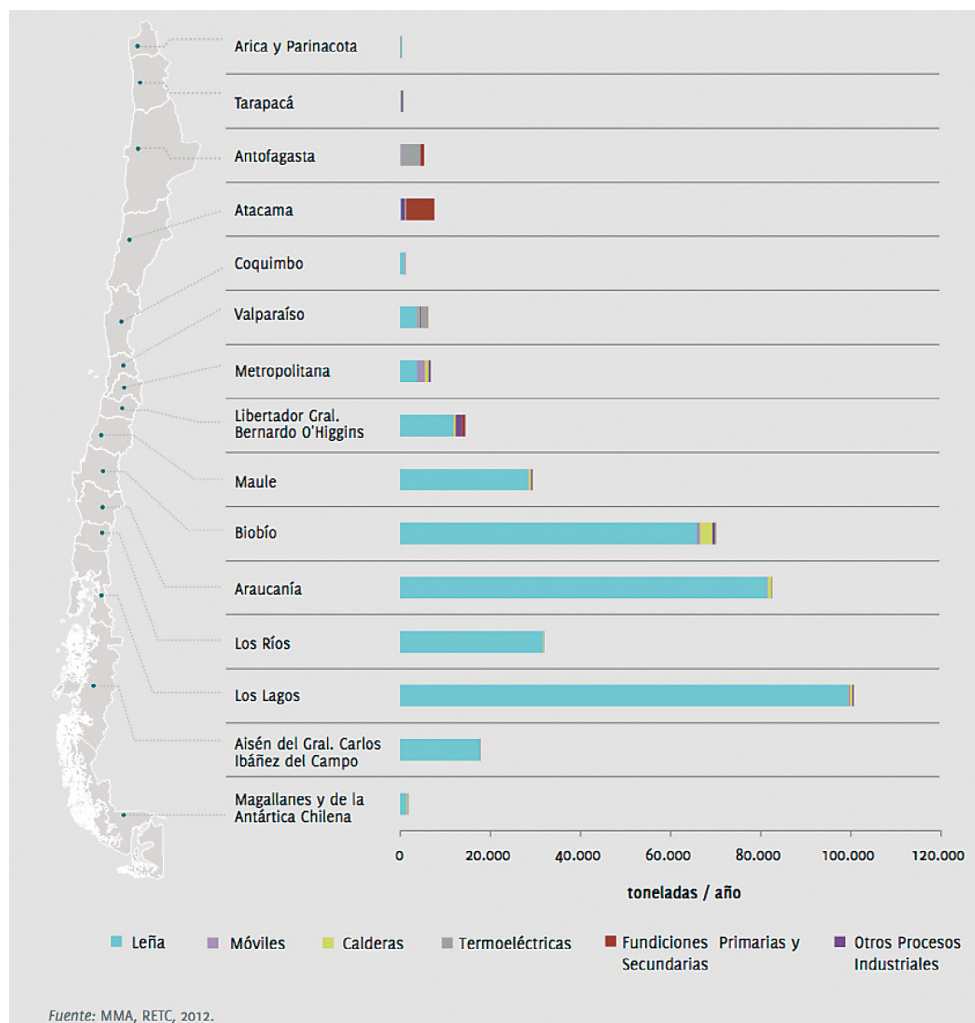 Arica y Parinacota
Tarapacá
Antofagasta
Atacama
Coquimbo
Valparaíso
Metropolitana
Libertador Gral.
Bernardo O'Higgins
Maule
Biobío
Araucanía
Los Ríos
Los Lagos
Aisén del Gral. Carlos
Ibáñez del Campo
Magallanes y de la
Antártica Chilena
0 20.000 40.000 60.000 80.000 100.000 120.000
toneladas / año
Leña Móviles Calderas Termoeléctricas Fundiciones Primarias y Otros Procesos
Secundarias Industriales
Fuente: MMA, RETC, 2012.